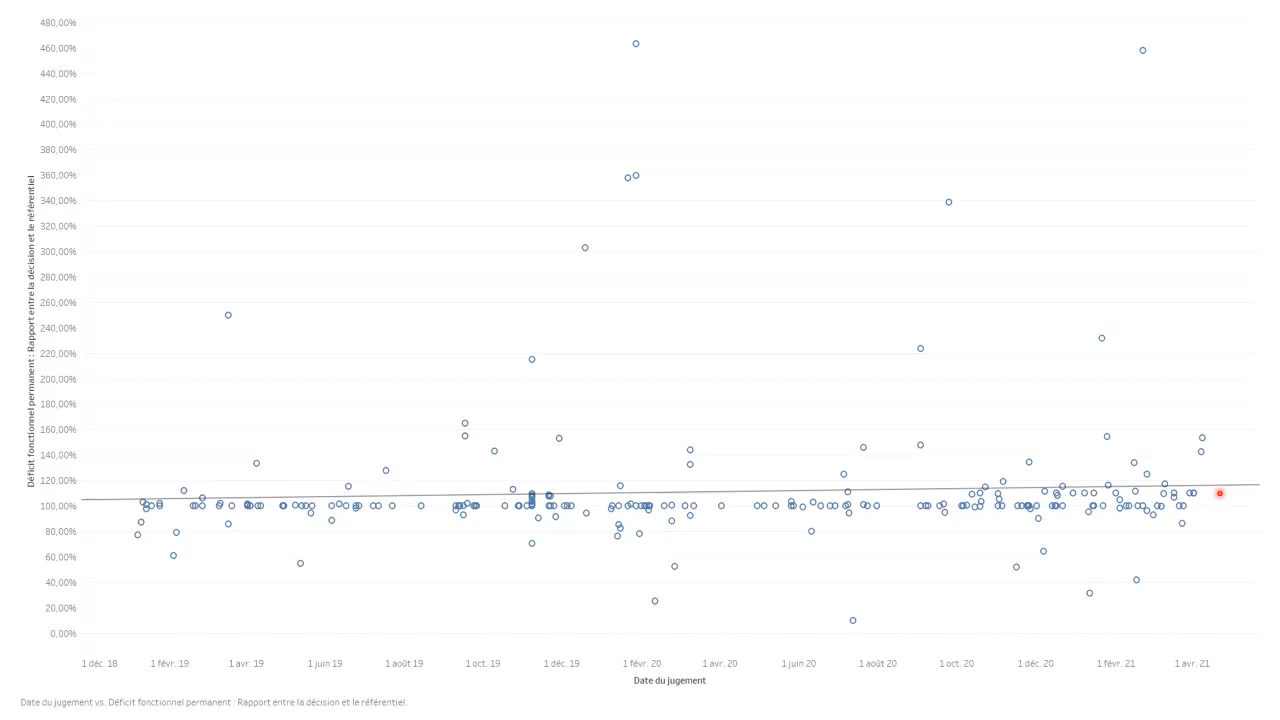 480,00%
460,00%
440,00%
420,00%
400,00%
380,00%
360,00%
340,00%
320,00%
300,00%
280,00%
260,00%
240,00%
220,00%
200,00%
180,00%
160,00%
140,00%
120,00%
100,00%
80,00%
60,00%
40,00%
20,00%
0,00%
Déficit fonctionnel permanent : Rapport entre la décision et le référentiel
1 déc. 18
1 févr. 19
1 avr. 19
1 juin 19
1 août 19
1 oct. 19
1 déc. 19
1 févr. 20
1 avr. 20
1 juin 20
1 août 20
1 oct. 20
1 déc. 20
1 févr. 21
1 avr. 21
Date du jugement
Date du jugement vs. Déficit fonctionnel permanent : Rapport entre la décision et le référentiel.